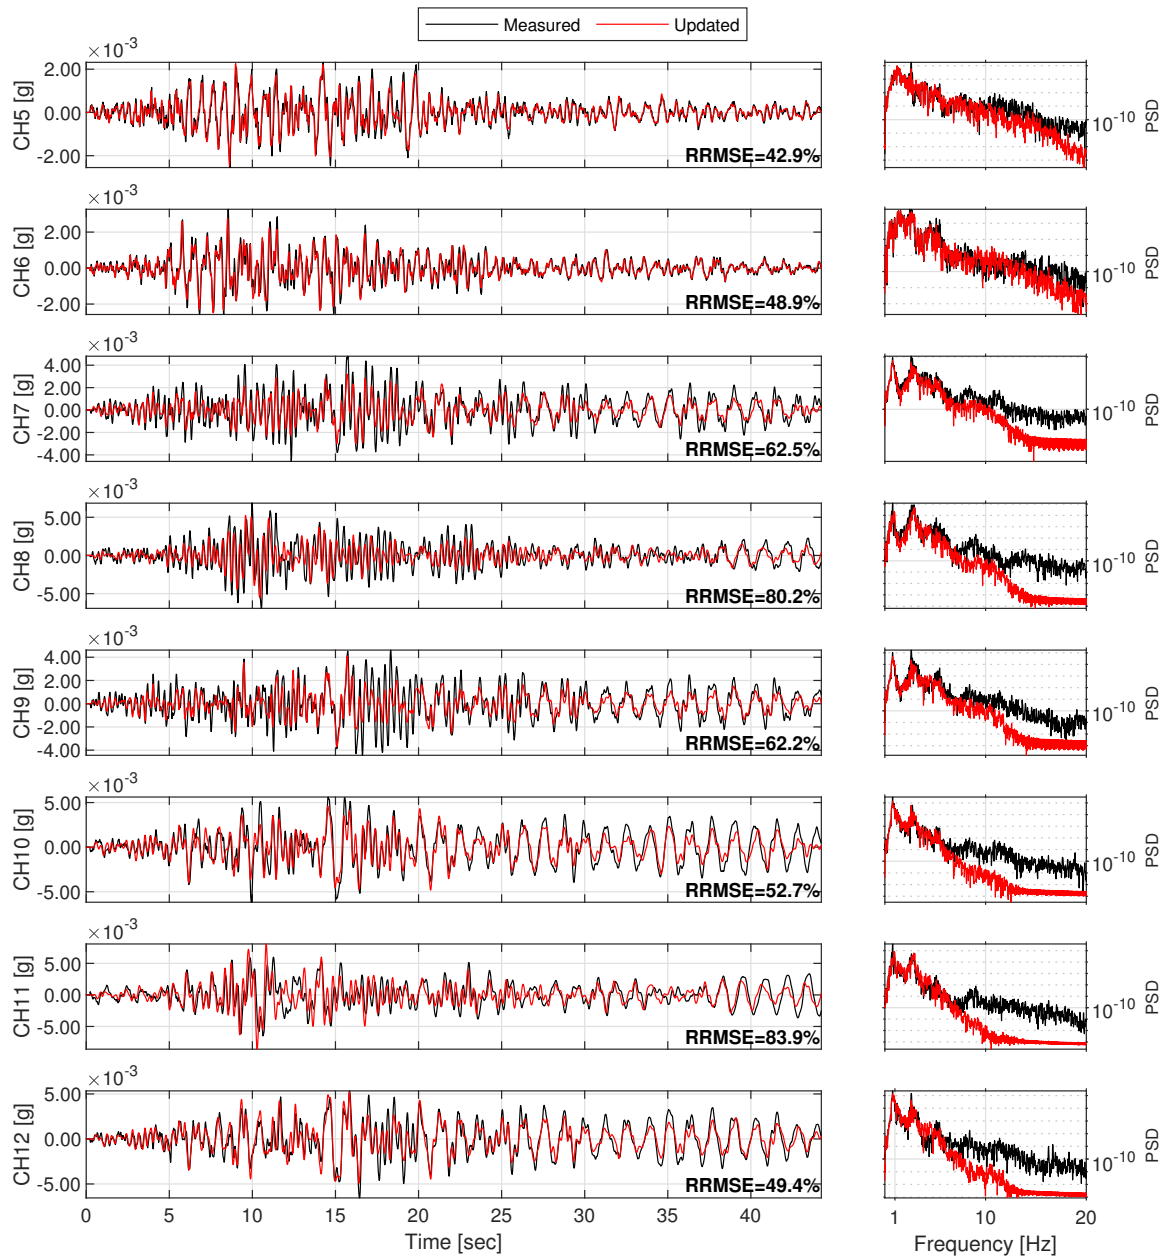 Measured Updated
×10⁻³
2.00
0.00
-2.00
CH5 [g]
RRMSE=42.9%
10⁻¹⁰
PSD
×10⁻³
2.00
0.00
-2.00
CH6 [g]
RRMSE=48.9%
10⁻¹⁰
PSD
×10⁻³
4.00
2.00
0.00
-2.00
-4.00
CH7 [g]
RRMSE=62.5%
10⁻¹⁰
PSD
×10⁻³
5.00
0.00
-5.00
CH8 [g]
RRMSE=80.2%
10⁻¹⁰
PSD
×10⁻³
4.00
2.00
0.00
-2.00
-4.00
CH9 [g]
RRMSE=62.2%
10⁻¹⁰
PSD
×10⁻³
5.00
0.00
-5.00
CH10 [g]
RRMSE=52.7%
10⁻¹⁰
PSD
×10⁻³
5.00
0.00
-5.00
CH11 [g]
RRMSE=83.9%
10⁻¹⁰
PSD
×10⁻³
5.00
0.00
-5.00
CH12 [g]
RRMSE=49.4%
10⁻¹⁰
PSD
0 5 10 15 20 25 30 35 40
Time [sec]
1 10 20
Frequency [Hz]